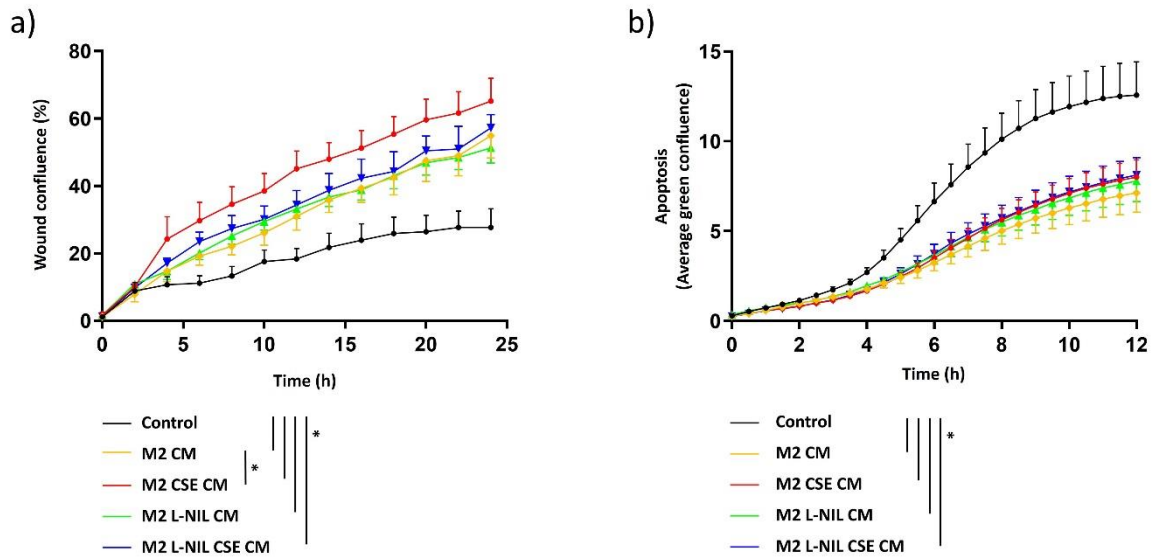 a)
80
60
40
20
0
Wound confluence (%)
0 5 10 15 20 25
Time (h)
Control
M2 CM
M2 CSE CM
M2 L-NIL CM
M2 L-NIL CSE CM
*
*
b)
15
10
5
0
Apoptosis
(Average green confluence)
0 2 4 6 8 10 12
Time (h)
Control
M2 CM
M2 CSE CM
M2 L-NIL CM
M2 L-NIL CSE CM
*